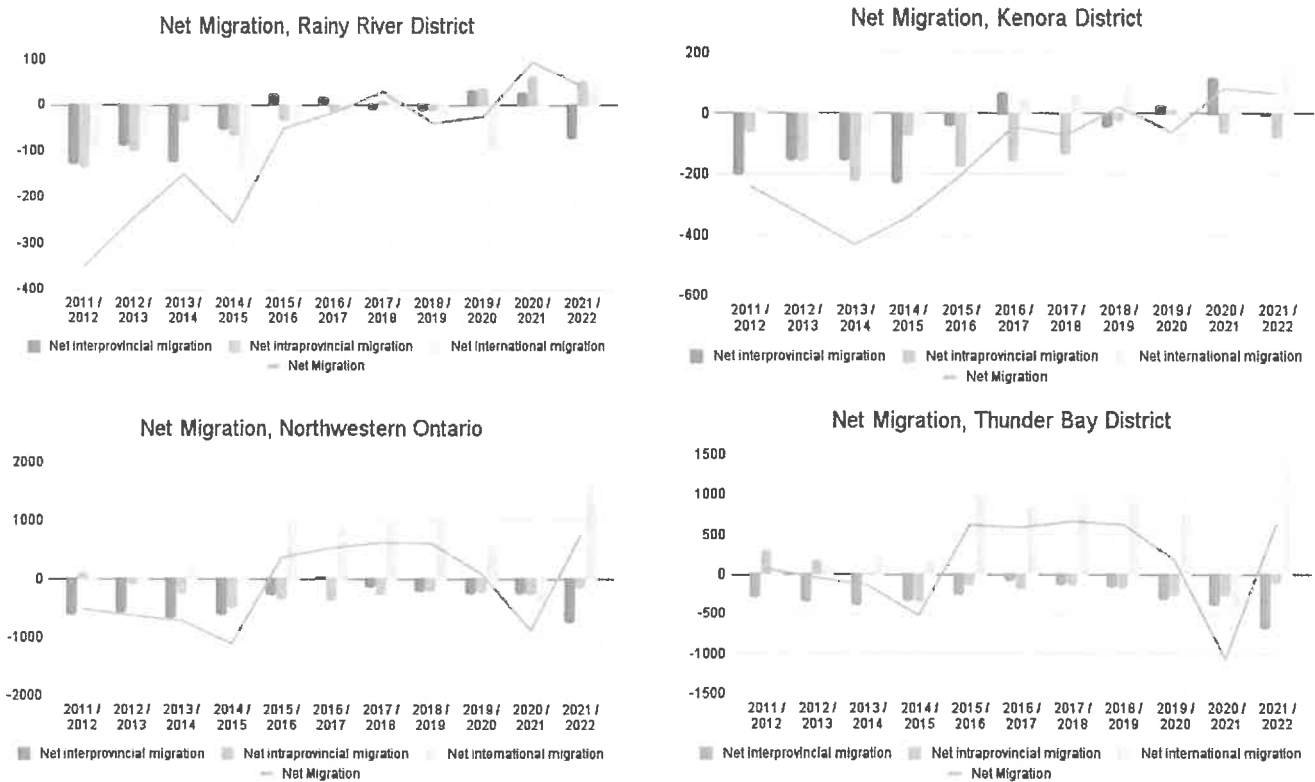 Net Migration, Rainy River District
100
0
-100
-200
-300
-400
2011 / 2012 / 2013 / 2014 / 2015 / 2016 / 2017 / 2018 / 2019 / 2020 / 2021 /
2012 2013 2014 2015 2016 2017 2018 2019 2020 2021 2022
Net interprovincial migration Net intraprovincial migration Net international migration
Net Migration
Net Migration, Kenora District
200
0
-200
-400
-600
2011 / 2012 / 2013 / 2014 / 2015 / 2016 / 2017 / 2018 / 2019 / 2020 / 2021 /
2012 2013 2014 2015 2016 2017 2018 2019 2020 2021 2022
Net interprovincial migration Net intraprovincial migration Net international migration
Net Migration
Net Migration, Northwestern Ontario
2000
1000
0
-1000
-2000
2011 / 2012 / 2013 / 2014 / 2015 / 2016 / 2017 / 2018 / 2019 / 2020 / 2021 /
2012 2013 2014 2015 2016 2017 2018 2019 2020 2021 2022
Net interprovincial migration Net intraprovincial migration Net international migration
Net Migration
Net Migration, Thunder Bay District
1500
1000
500
0
-500
-1000
-1500
2011 / 2012 / 2013 / 2014 / 2015 / 2016 / 2017 / 2018 / 2019 / 2020 / 2021 /
2012 2013 2014 2015 2016 2017 2018 2019 2020 2021 2022
Net interprovincial migration Net intraprovincial migration Net international migration
Net Migration